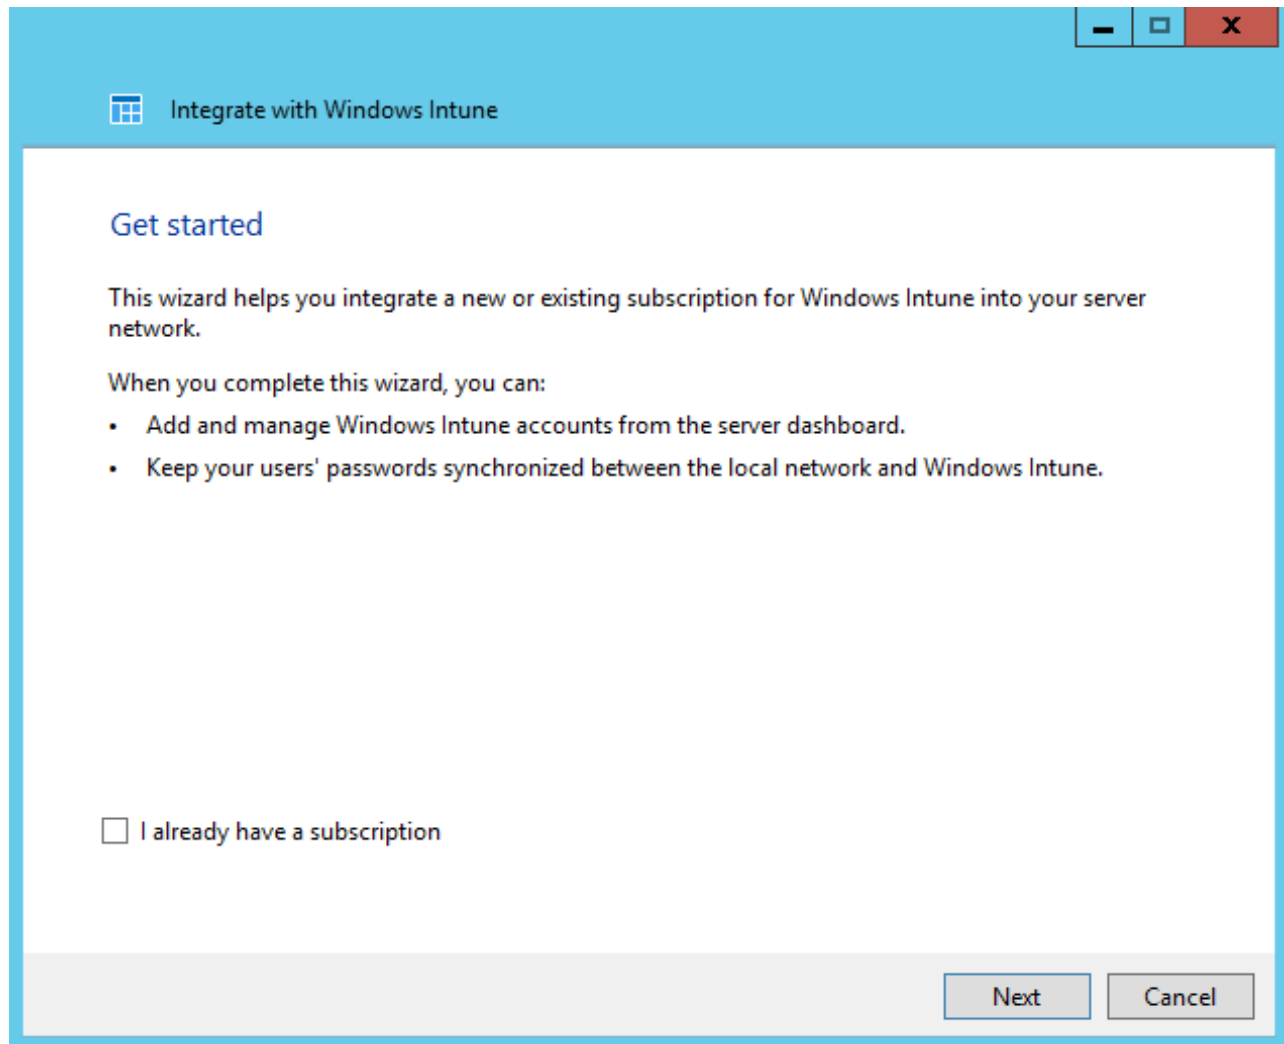 Integrate with Windows Intune
Get started
This wizard helps you integrate a new or existing subscription for Windows Intune into your server
network.
When you complete this wizard, you can:
• Add and manage Windows Intune accounts from the server dashboard.
• Keep your users' passwords synchronized between the local network and Windows Intune.
I already have a subscription
Next Cancel